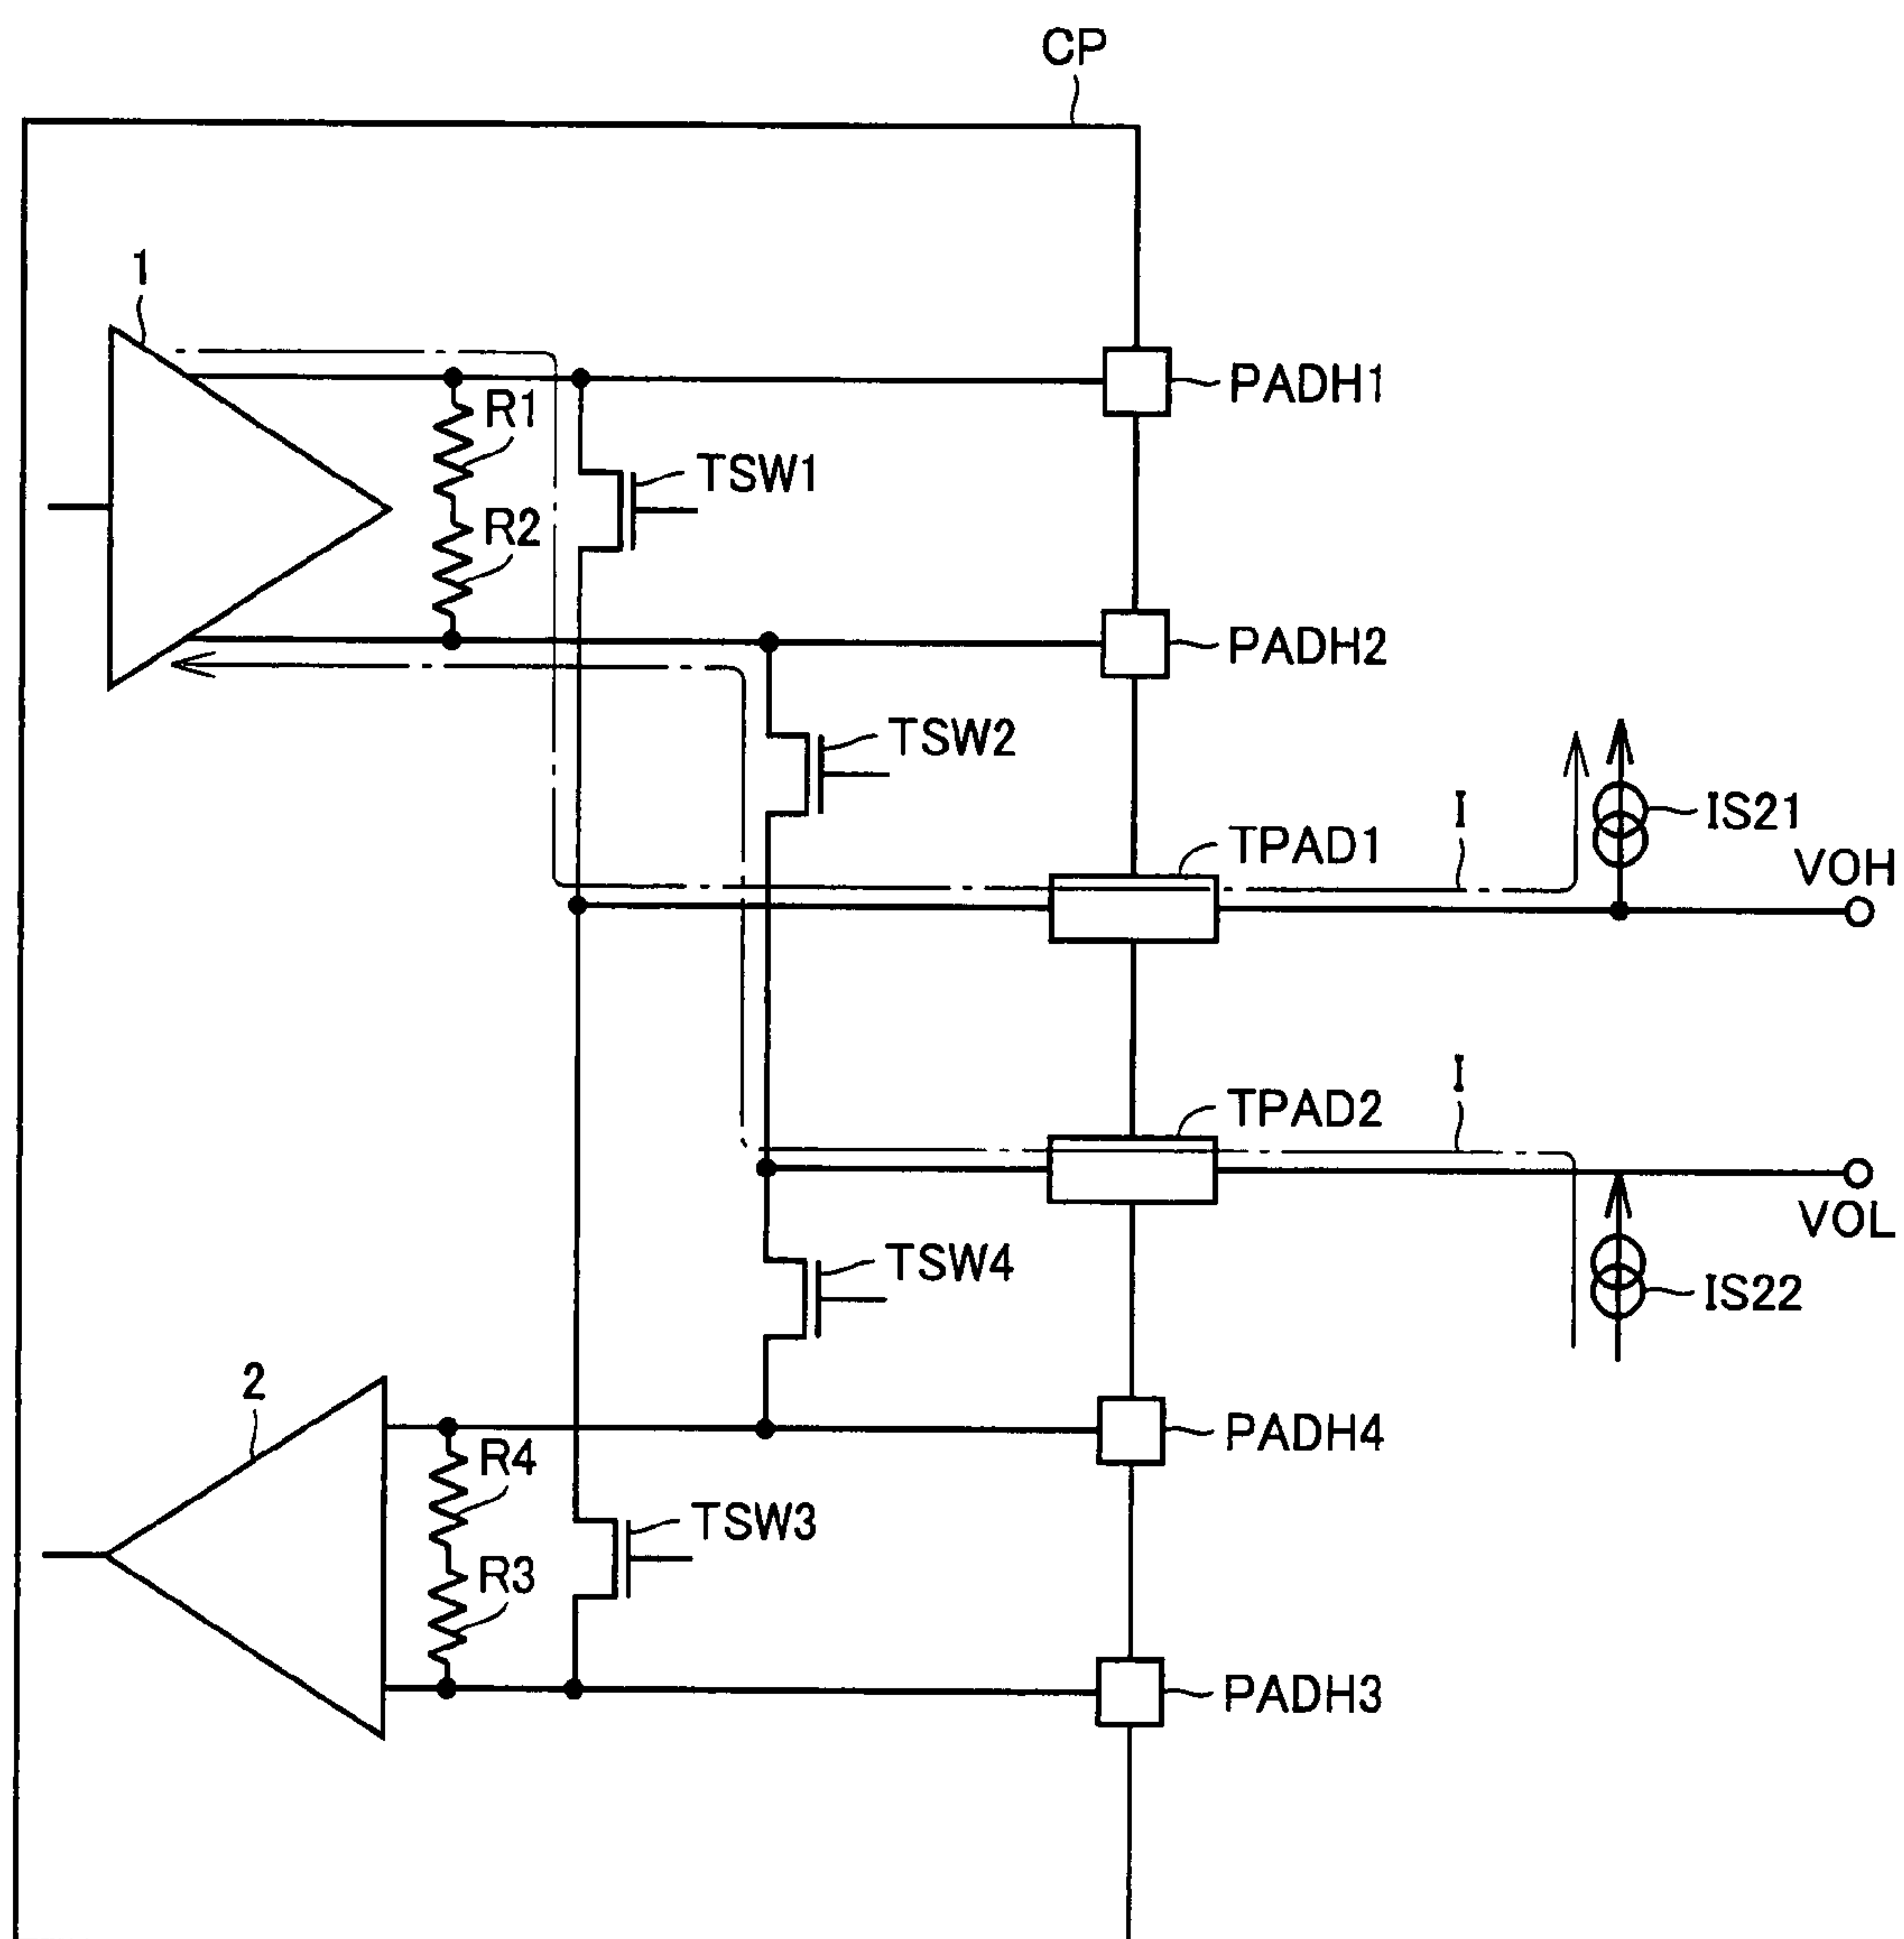 CP
1
PADH1
R1
TSW1
R2
PADH2
TSW2
I
IS21
TPAD1
VOH
I
TPAD2
VOL
TSW4
IS22
2
PADH4
R4
TSW3
R3
PADH3